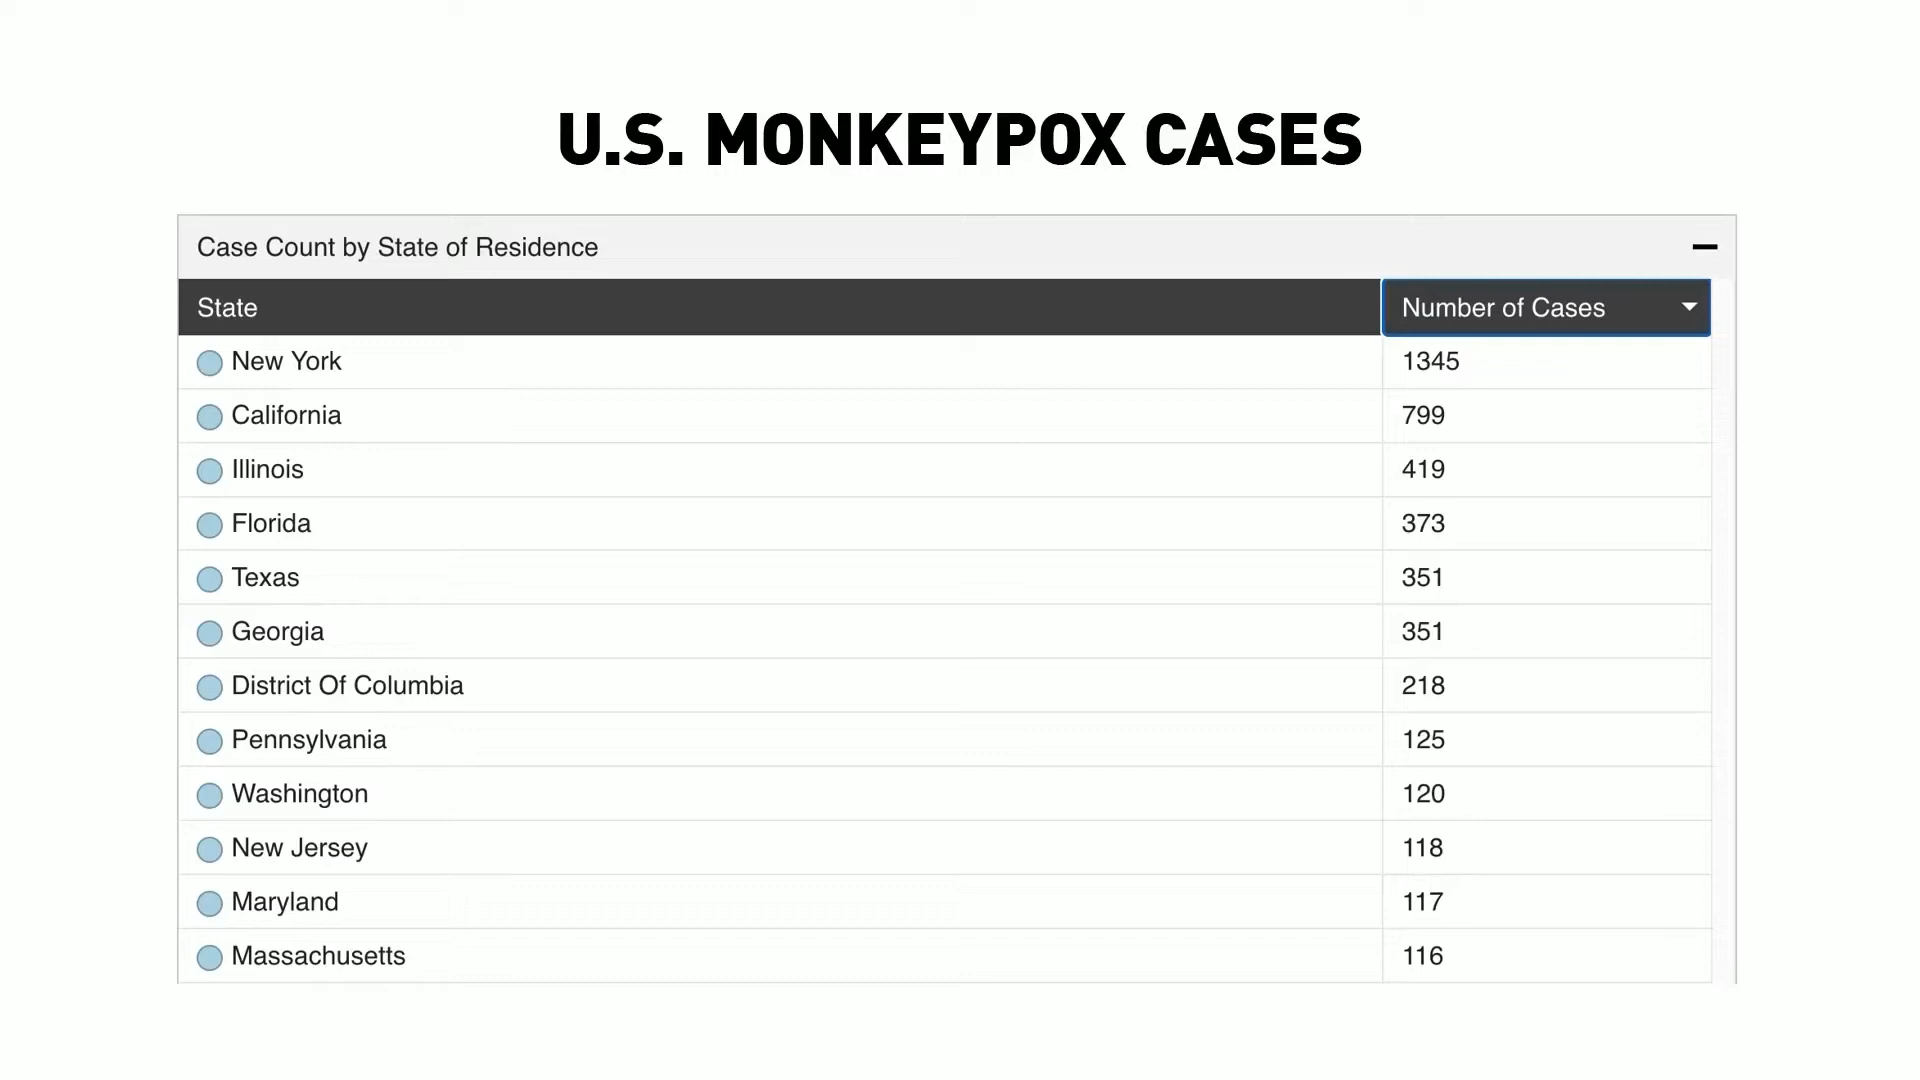 U.S. MONKEYPOX CASES
Case Count by State of Residence
State Number of Cases
New York 1345
California 799
Illinois 419
Florida 373
Texas 351
Georgia 351
District Of Columbia 218
Pennsylvania 125
Washington 120
New Jersey 118
Maryland 117
Massachusetts 116